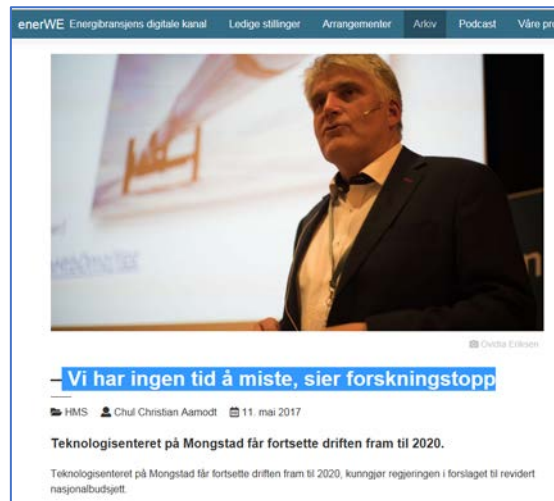 enerWE Energibransjens digitale kanal Ledige stillinger Arrangementer Arkiv Podcast Våre pr
Ovidia Eriksen
– Vi har ingen tid å miste, sier forskningstopp
HMS Chul Christian Aamodt 11. mai 2017
Teknologisenteret på Mongstad får fortsette driften fram til 2020.
Teknologisenteret på Mongstad får fortsette driften fram til 2020, kunngjør regjeringen i forslaget til revidert
nasjonalbudsjett.